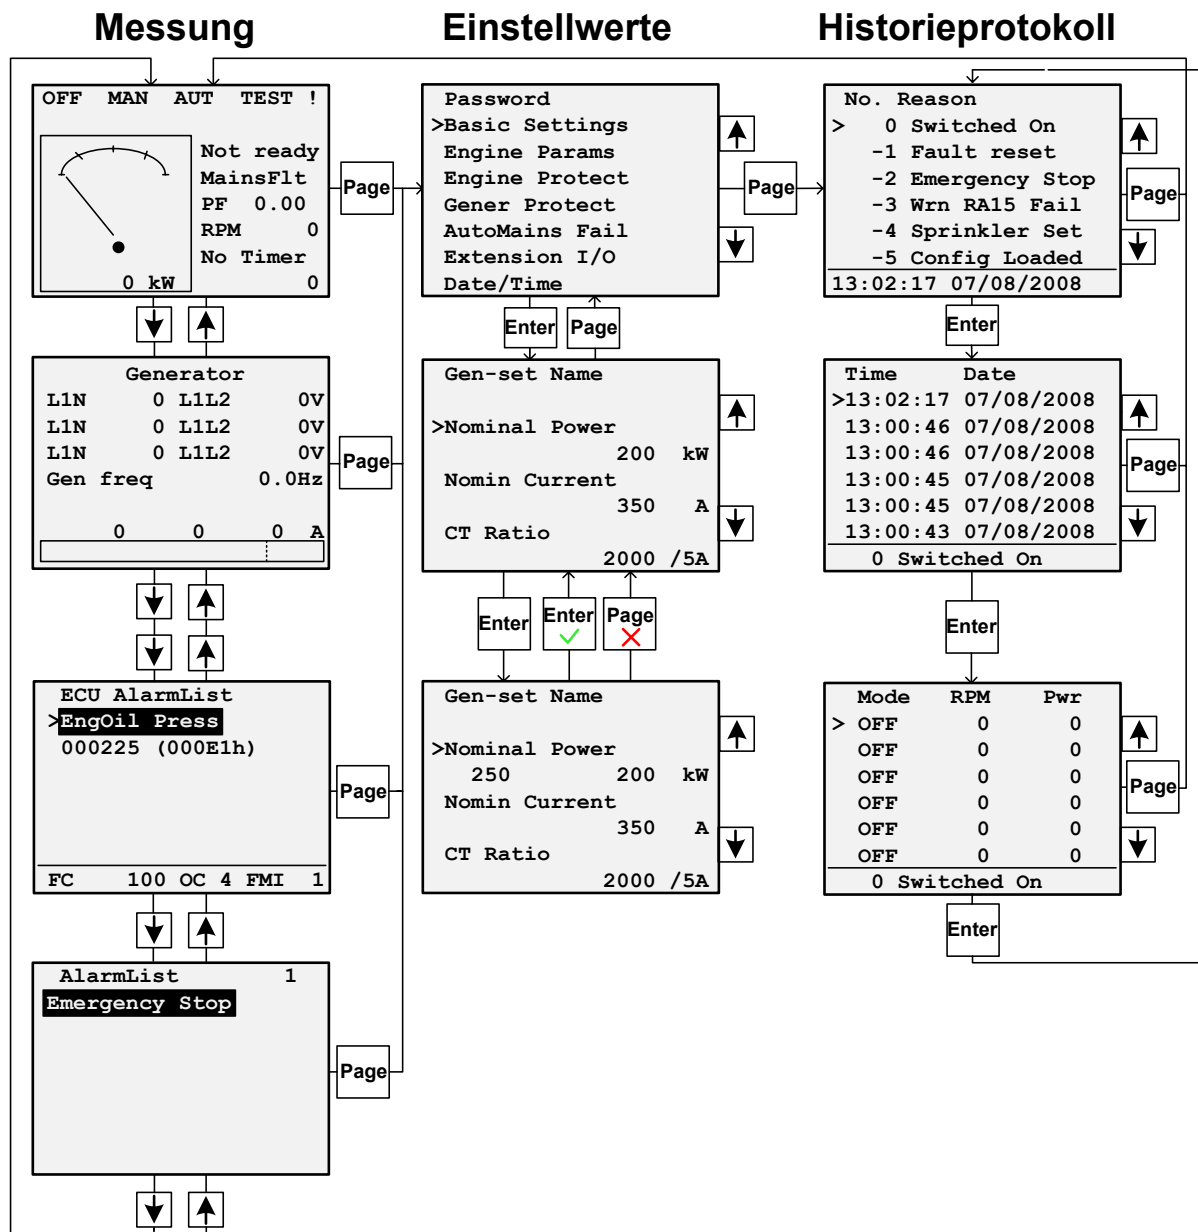 Messung
OFF MAN AUT TEST !
Not ready
MainsFlt
PF 0.00
RPM 0
No Timer
0 kW 0
Page
Generator
L1N 0 L1L2 0V
L1N 0 L1L2 0V
L1N 0 L1L2 0V
Gen freq 0.0Hz
0 0 0 A
Page
ECU AlarmList
>EngOil Press
000225 (000E1h)
FC 100 OC 4 FMI 1
Page
AlarmList 1
Emergency Stop
Page
Einstellwerte
Password
>Basic Settings
Engine Params
Engine Protect
Gener Protect
AutoMains Fail
Extension I/O
Date/Time
Page
Enter Page
Gen-set Name
>Nominal Power
200 kW
Nomin Current
350 A
CT Ratio
2000 /5A
Enter Enter Page
Gen-set Name
>Nominal Power
250 200 kW
Nomin Current
350 A
CT Ratio
2000 /5A
Historieprotokoll
No. Reason
> 0 Switched On
-1 Fault reset
-2 Emergency Stop
-3 Wrn RA15 Fail
-4 Sprinkler Set
-5 Config Loaded
13:02:17 07/08/2008
Page
Enter
Time Date
>13:02:17 07/08/2008
13:00:46 07/08/2008
13:00:46 07/08/2008
13:00:45 07/08/2008
13:00:45 07/08/2008
13:00:43 07/08/2008
0 Switched On
Page
Enter
Mode RPM Pwr
> OFF 0 0
OFF 0 0
OFF 0 0
OFF 0 0
OFF 0 0
OFF 0 0
0 Switched On
Page
Enter